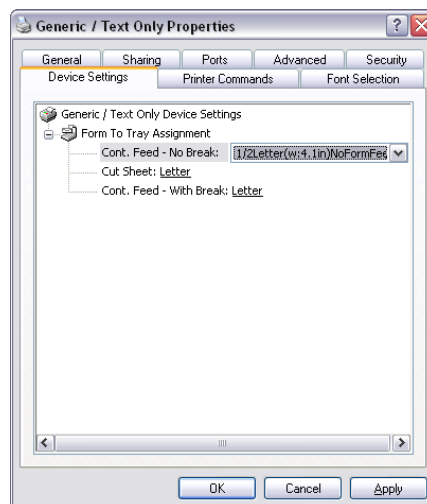 Generic / Text Only Properties
General Sharing Ports Advanced Security
Device Settings Printer Commands Font Selection
Generic / Text Only Device Settings
Form To Tray Assignment
Cont. Feed - No Break: 1/2Letter(w:4.1in)NoFormFee
Cut Sheet: Letter
Cont. Feed - With Break: Letter
OK Cancel Apply